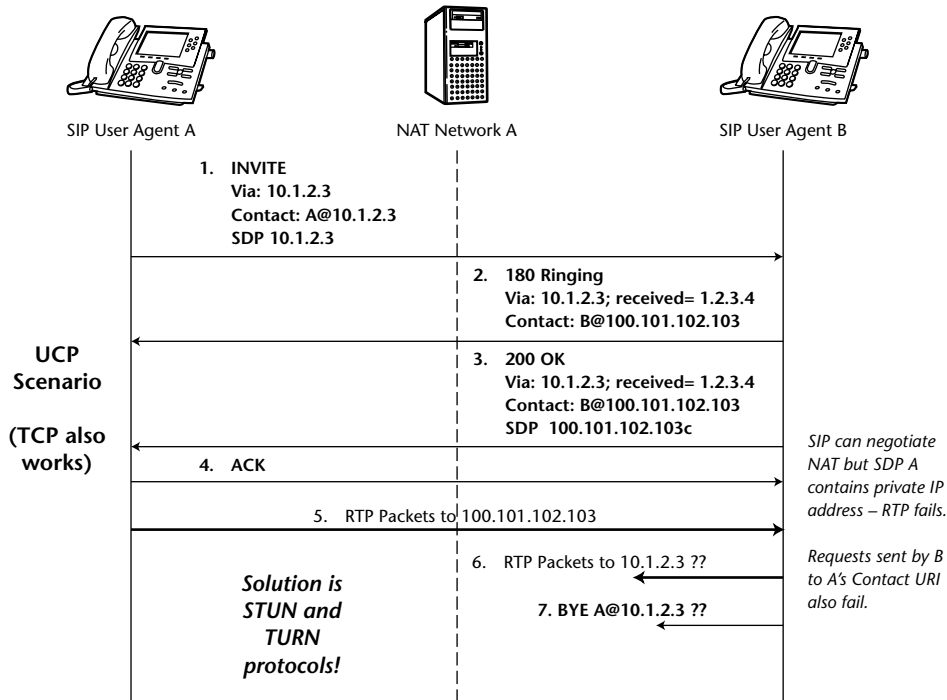 SIP User Agent A
NAT Network A
SIP User Agent B
1. INVITE
Via: 10.1.2.3
Contact: A@10.1.2.3
SDP 10.1.2.3
2. 180 Ringing
Via: 10.1.2.3; received= 1.2.3.4
Contact: B@100.101.102.103
UCP
Scenario
(TCP also
works)
3. 200 OK
Via: 10.1.2.3; received= 1.2.3.4
Contact: B@100.101.102.103
SDP 100.101.102.103c
4. ACK
SIP can negotiate
NAT but SDP A
contains private IP
address – RTP fails.
5. RTP Packets to 100.101.102.103
6. RTP Packets to 10.1.2.3 ??
Requests sent by B
to A's Contact URI
also fail.
Solution is
STUN and
TURN
protocols!
7. BYE A@10.1.2.3 ??